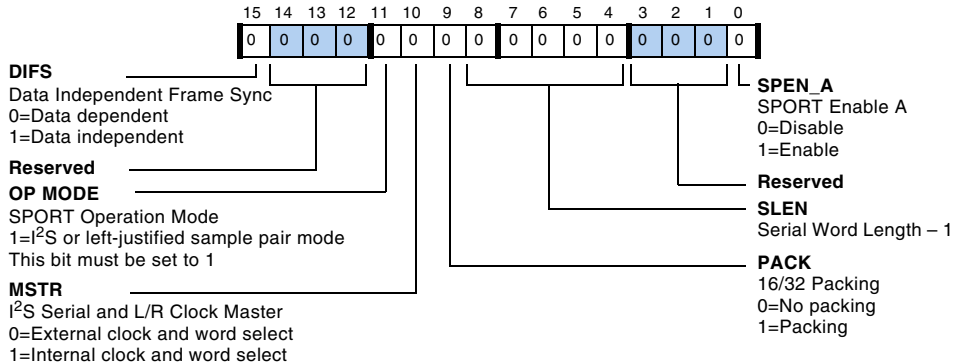 15 14 13 12 11 10 9 8 7 6 5 4 3 2 1 0
0 0 0 0 0 0 0 0 0 0 0 0 0 0 0 0
DIFS
Data Independent Frame Sync
0=Data dependent
1=Data independent
Reserved
OP MODE
SPORT Operation Mode
1=I²S or left-justified sample pair mode
This bit must be set to 1
MSTR
I²S Serial and L/R Clock Master
0=External clock and word select
1=Internal clock and word select
SPEN_A
SPORT Enable A
0=Disable
1=Enable
Reserved
SLEN
Serial Word Length – 1
PACK
16/32 Packing
0=No packing
1=Packing